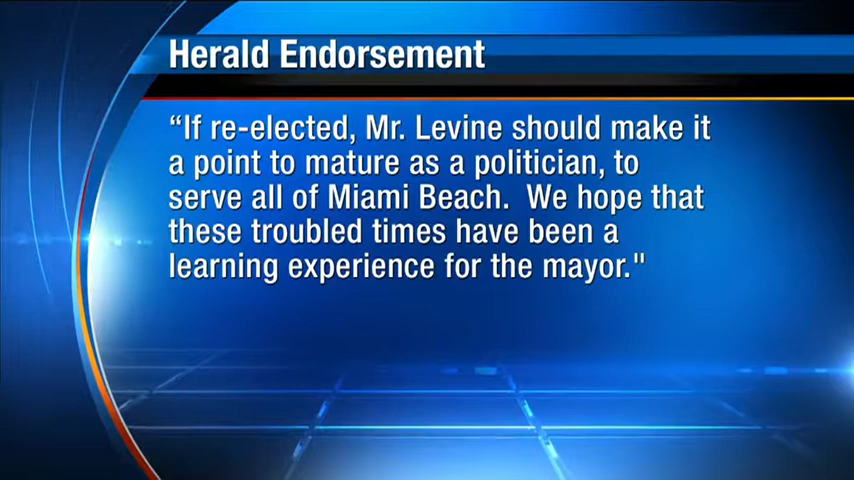 Herald Endorsement
“If re-elected, Mr. Levine should make it
a point to mature as a politician, to
serve all of Miami Beach.  We hope that
these troubled times have been a
learning experience for the mayor."